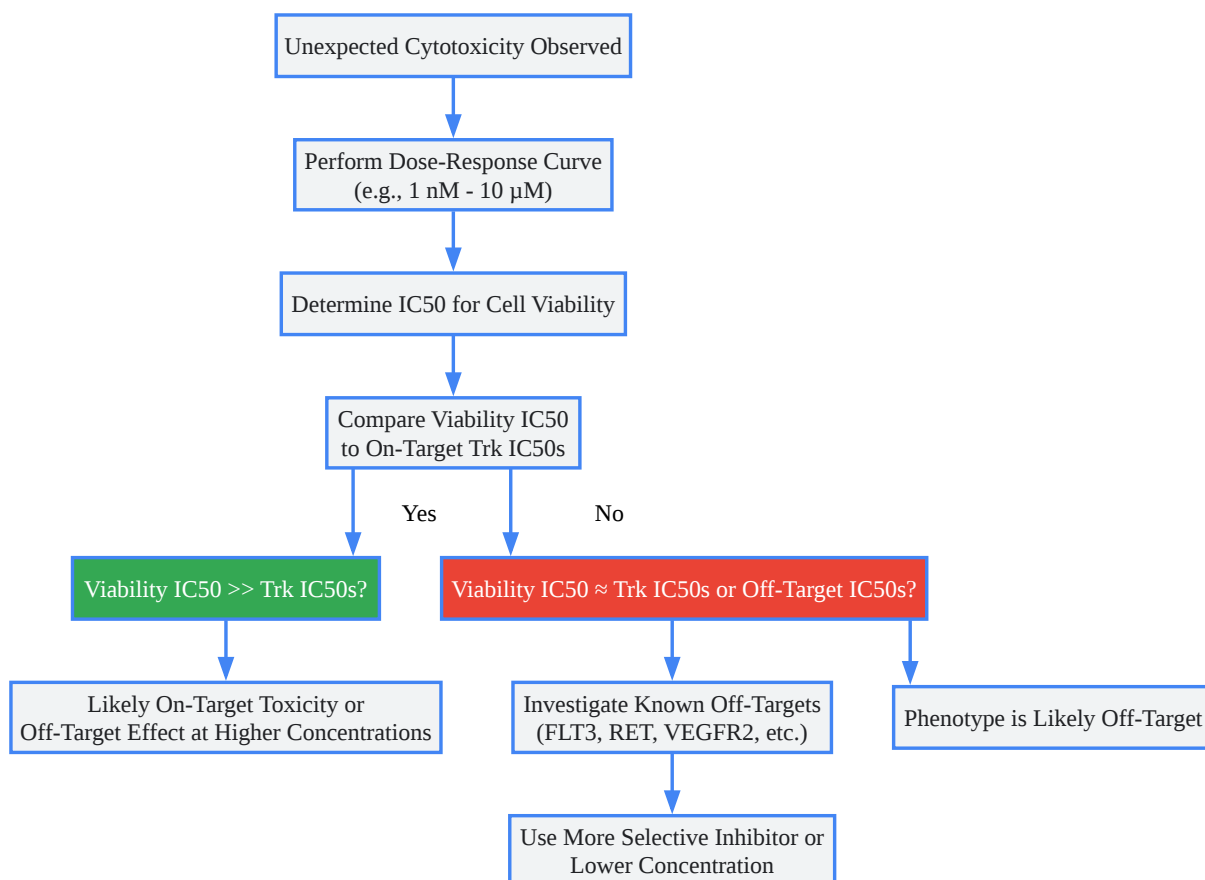 Unexpected Cytotoxicity Observed
Perform Dose-Response Curve
(e.g., 1 nM - 10 µM)
Determine IC50 for Cell Viability
Compare Viability IC50
to On-Target Trk IC50s
Yes
No
Viability IC50 >> Trk IC50s?
Viability IC50 ≈ Trk IC50s or Off-Target IC50s?
Likely On-Target Toxicity or
Off-Target Effect at Higher Concentrations
Investigate Known Off-Targets
(FLT3, RET, VEGFR2, etc.)
Phenotype is Likely Off-Target
Use More Selective Inhibitor or
Lower Concentration